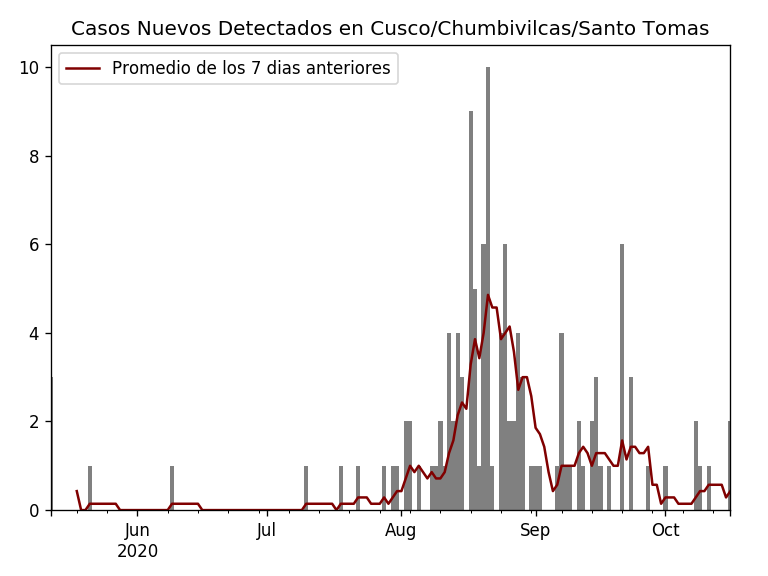 Casos Nuevos Detectados en Cusco/Chumbivilcas/Santo Tomas
Promedio de los 7 dias anteriores
10
8
6
4
2
0
Jun Jul Aug Sep Oct
2020